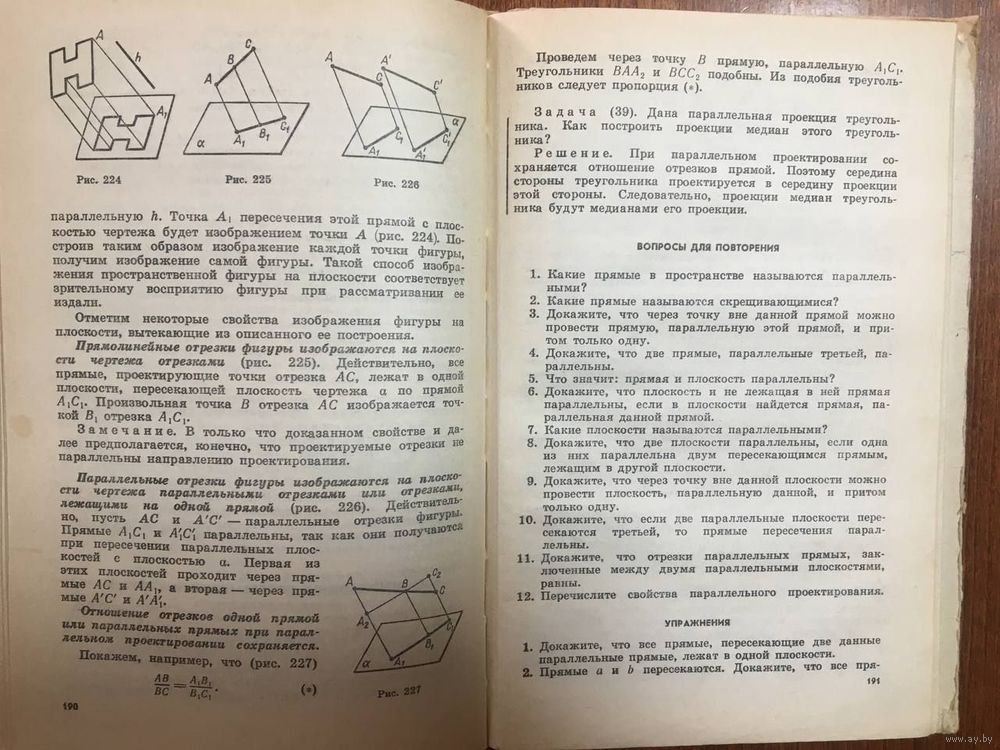 A
h
A₁
Рис. 224
C
B
A
α
A₁
B₁
C₁
Рис. 225
A
A'
C
C'
α
A₁
C₁
A'₁
C'₁
Рис. 226
параллельную h. Точка A₁ пересечения этой прямой с плос-
костью чертежа будет изображением точки A (рис. 224). По-
строив таким образом изображение каждой точки фигуры,
получим изображение самой фигуры. Такой способ изобра-
жения пространственной фигуры на плоскости соответствует
зрительному восприятию фигуры при рассматривании ее
издали.
Отметим некоторые свойства изображения фигуры на
плоскости, вытекающие из описанного ее построения.
Прямолинейные отрезки фигуры изображаются на плоско-
сти чертежа отрезками (рис. 225). Действительно, все
прямые, проектирующие точки отрезка AC, лежат в одной
плоскости, пересекающей плоскость чертежа α по прямой
A₁C₁. Произвольная точка B отрезка AC изображается точ-
кой B₁ отрезка A₁C₁.
Замечание. В только что доказанном свойстве и да-
лее предполагается, конечно, что проектируемые отрезки не
параллельны направлению проектирования.
Параллельные отрезки фигуры изображаются на плоско-
сти чертежа параллельными отрезками или отрезками,
лежащими на одной прямой (рис. 226). Действитель-
но, пусть AC и A'C' — параллельные отрезки фигуры.
Прямые A₁C₁ и A'₁C'₁ параллельны, так как они получаются
при пересечении параллельных плос-
костей с плоскостью α. Первая из
этих плоскостей проходит через пря-
мые AC и AA₁, а вторая — через пря-
мые A'C' и A'A'₁.
Отношение отрезков одной прямой
или параллельных прямых при парал-
лельном проектировании сохраняется.
Покажем, например, что (рис. 227)
AB/BC = A₁B₁/B₁C₁. (*)
190
A
B
C₂
C
A₂
α
A₁
B₁
C₁
Рис. 227
Проведем через точку B прямую, параллельную A₁C₁.
Треугольники BAA₂ и BCC₂ подобны. Из подобия треуголь-
ников следует пропорция (*).
Задача (39). Дана параллельная проекция треуголь-
ника. Как построить проекции медиан этого треуголь-
ника?
Решение. При параллельном проектировании со-
храняется отношение отрезков прямой. Поэтому середина
стороны треугольника проектируется в середину проекции
этой стороны. Следовательно, проекции медиан треуголь-
ника будут медианами его проекции.
ВОПРОСЫ ДЛЯ ПОВТОРЕНИЯ
1. Какие прямые в пространстве называются параллель-
ными?
2. Какие прямые называются скрещивающимися?
3. Докажите, что через точку вне данной прямой можно
провести прямую, параллельную этой прямой, и при-
том только одну.
4. Докажите, что две прямые, параллельные третьей, па-
раллельны.
5. Что значит: прямая и плоскость параллельны?
6. Докажите, что плоскость и не лежащая в ней прямая
параллельны, если в плоскости найдется прямая, па-
раллельная данной прямой.
7. Какие плоскости называются параллельными?
8. Докажите, что две плоскости параллельны, если одна
из них параллельна двум пересекающимся прямым,
лежащим в другой плоскости.
9. Докажите, что через точку вне данной плоскости можно
провести плоскость, параллельную данной, и притом
только одну.
10. Докажите, что если две параллельные плоскости пере-
секаются третьей, то прямые пересечения парал-
лельны.
11. Докажите, что отрезки параллельных прямых, зак-
люченные между двумя параллельными плоскостями,
равны.
12. Перечислите свойства параллельного проектирования.
УПРАЖНЕНИЯ
1. Докажите, что все прямые, пересекающие две данные
параллельные прямые, лежат в одной плоскости.
2. Прямые a и b пересекаются. Докажите, что все пря-
191
www.ay.by